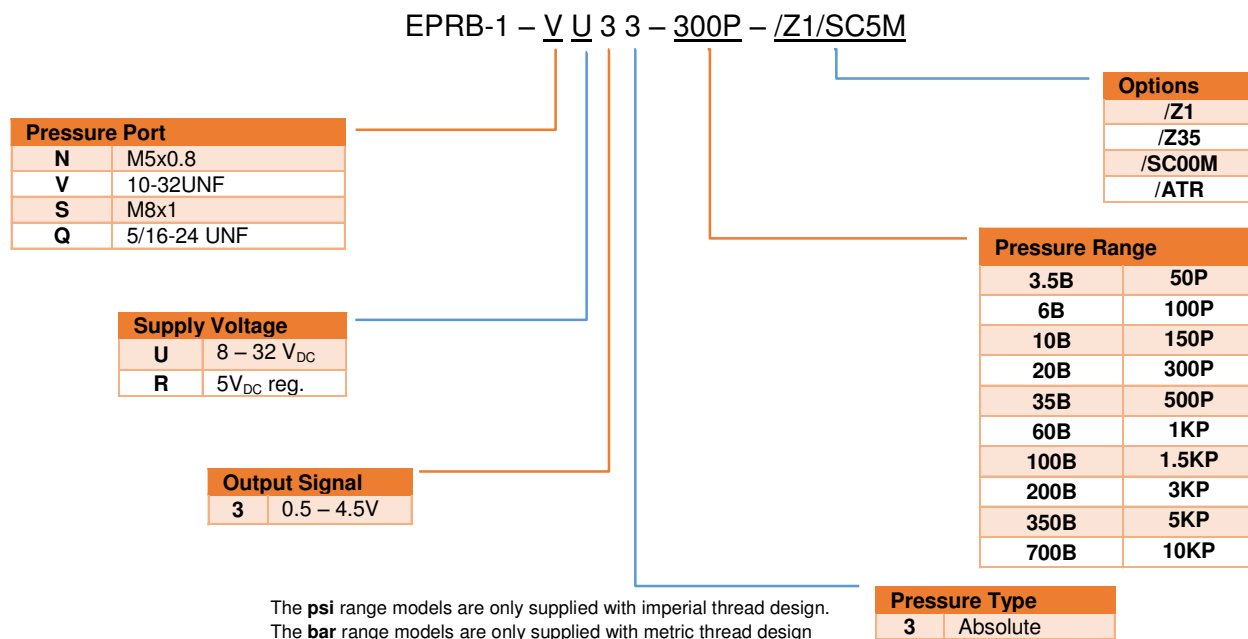 EPRB-1 – V U 3 3 – 300P – /Z1/SC5M
Options
/Z1
/Z35
/SC00M
/ATR
Pressure Port
N M5x0.8
V 10-32UNF
S M8x1
Q 5/16-24 UNF
Pressure Range
3.5B 50P
6B 100P
10B 150P
20B 300P
35B 500P
60B 1KP
100B 1.5KP
200B 3KP
350B 5KP
700B 10KP
Supply Voltage
U 8 – 32 VDC
R 5VDC reg.
Output Signal
3 0.5 – 4.5V
Pressure Type
3 Absolute
The psi range models are only supplied with imperial thread design.
The bar range models are only supplied with metric thread design